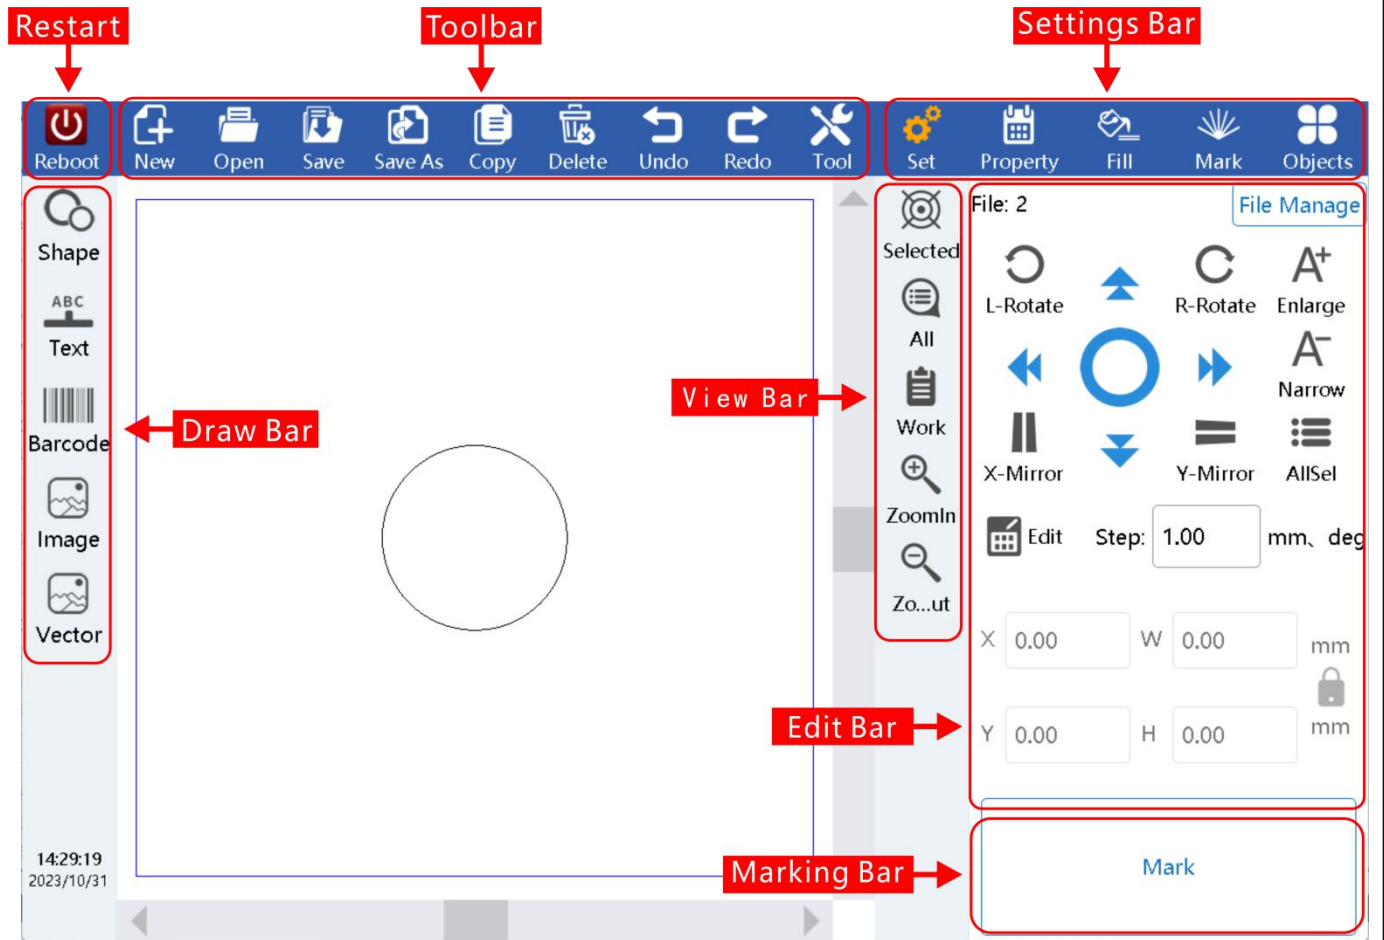 Restart
Toolbar
Settings Bar
Reboot
New
Open
Save
Save As
Copy
Delete
Undo
Redo
Tool
Set
Property
Fill
Mark
Objects
Shape
ABC
Text
Barcode
Image
Vector
Draw Bar
14:29:19
2023/10/31
View Bar
Selected
All
Work
ZoomIn
Zo...ut
File: 2
File Manage
L-Rotate
R-Rotate
A+
Enlarge
A-
Narrow
X-Mirror
Y-Mirror
AllSel
Edit
Step: 1.00 mm、deg
X 0.00 W 0.00 mm
Edit Bar
Y 0.00 H 0.00 mm
Marking Bar
Mark